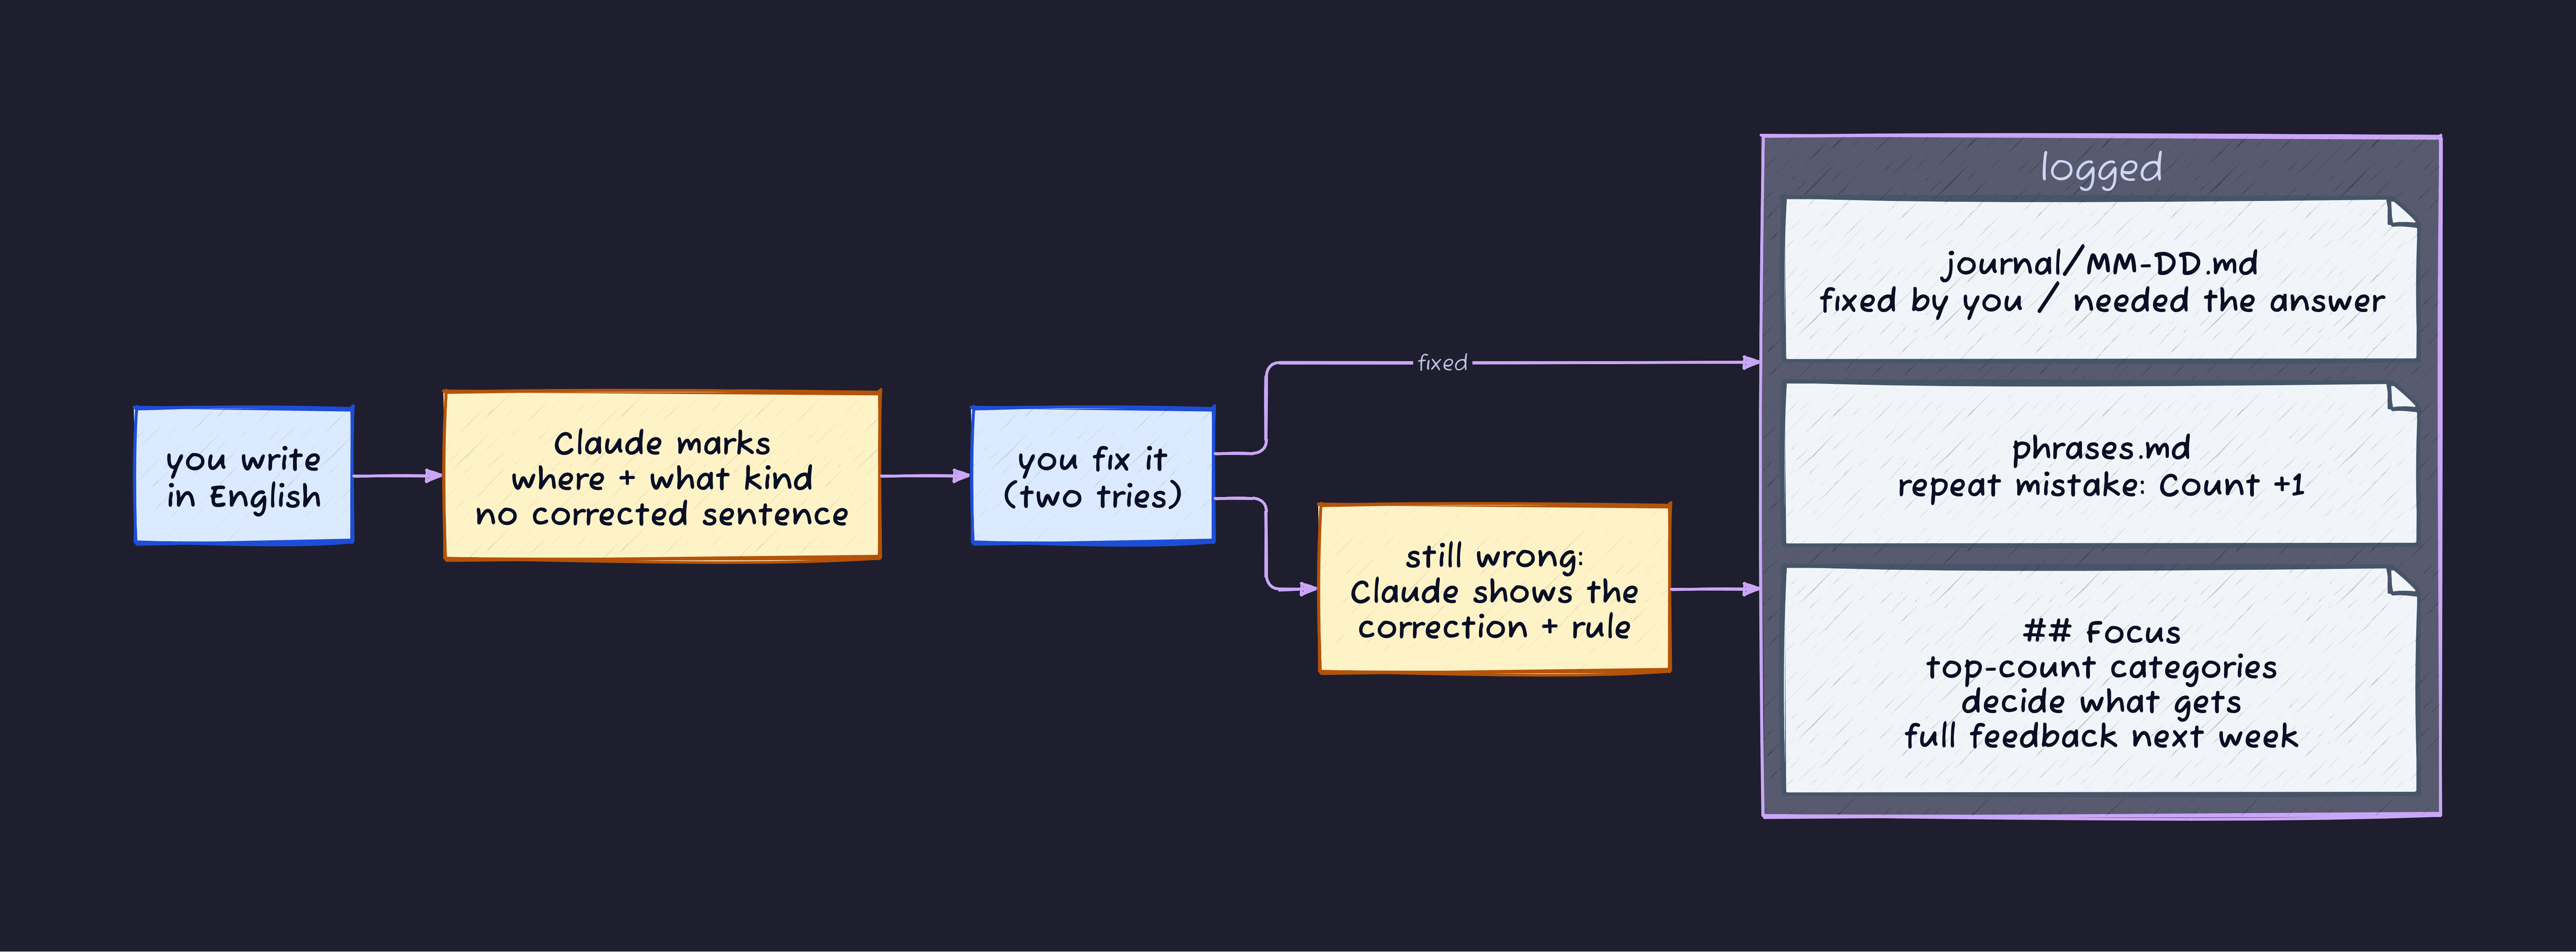 you write
in English
Claude marks
where + what kind
no corrected sentence
you fix it
(two tries)
fixed
still wrong:
Claude shows the
correction + rule
logged
journal/MM-DD.md
fixed by you / needed the answer
phrases.md
repeat mistake: Count +1
## Focus
top-count categories
decide what gets
full feedback next week